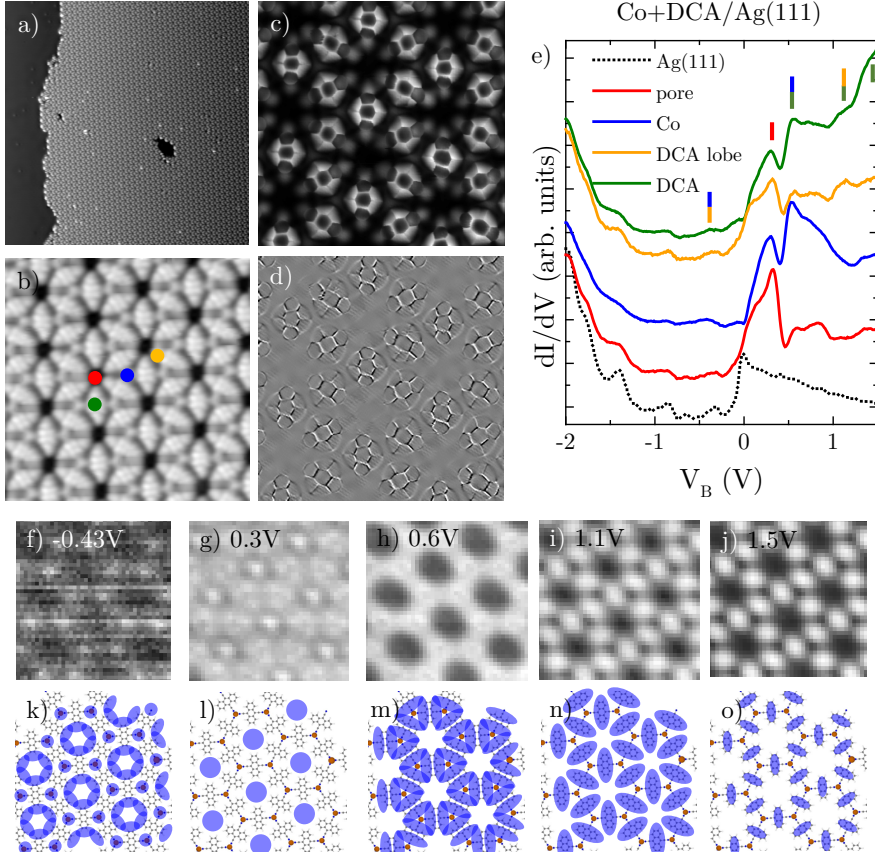 a)
c)
b)
d)
Co+DCA/Ag(111)
e)
Ag(111)
pore
Co
DCA lobe
DCA
dI/dV (arb. units)
-2 -1 0 1
V_B (V)
f) -0.43V
g) 0.3V
h) 0.6V
i) 1.1V
j) 1.5V
k)
l)
m)
n)
o)